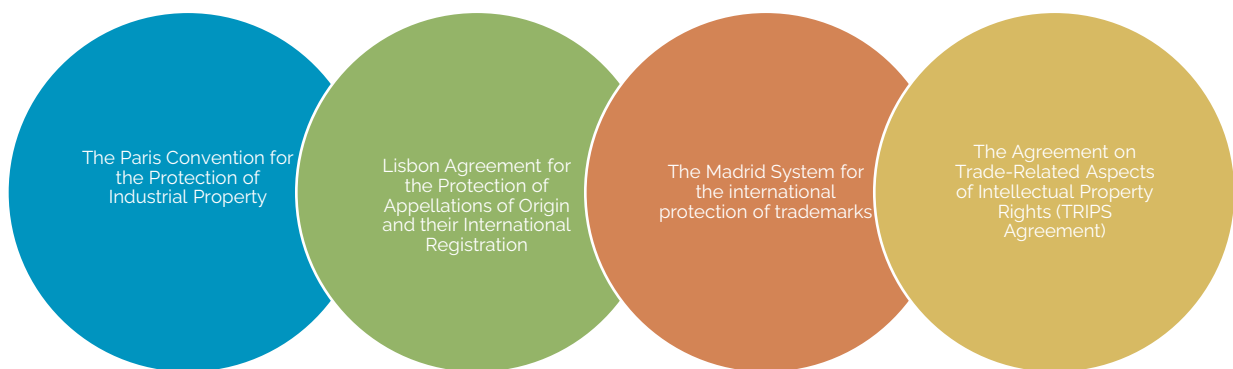 The Paris Convention for
the Protection of
Industrial Property
Lisbon Agreement for
the Protection of
Appellations of Origin
and their International
Registration
The Madrid System for
the international
protection of trademarks
The Agreement on
Trade-Related Aspects
of Intellectual Property
Rights (TRIPS
Agreement)